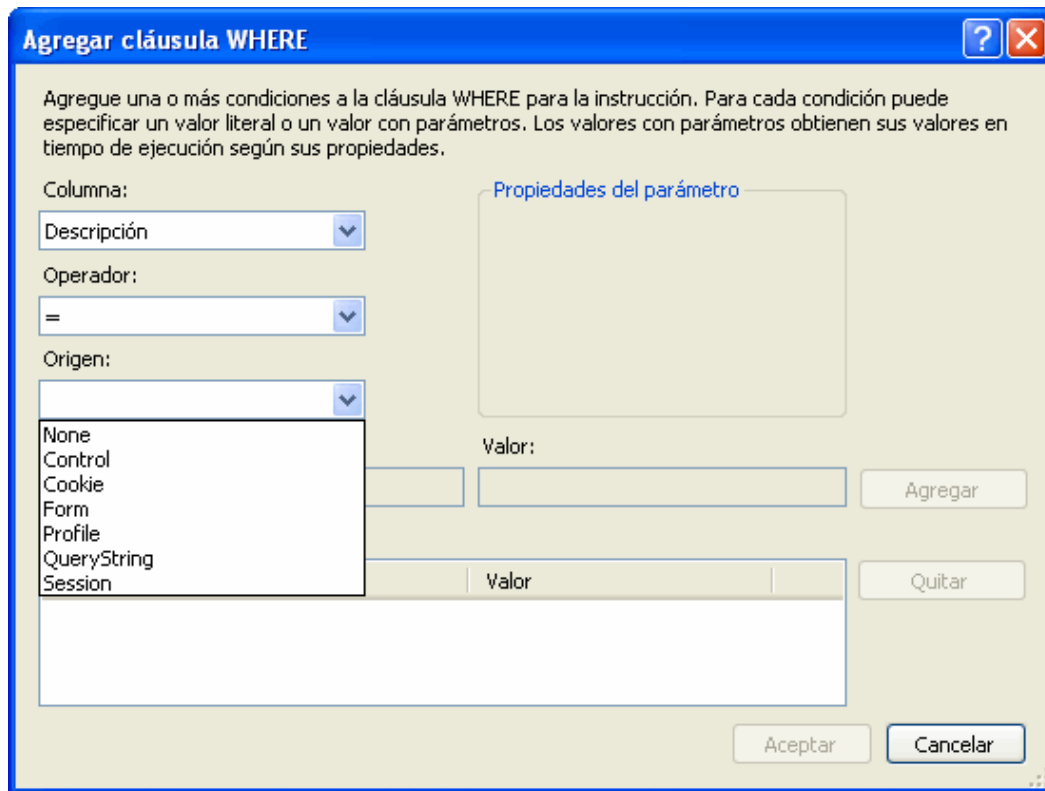 Agregar cláusula WHERE
Agregue una o más condiciones a la cláusula WHERE para la instrucción. Para cada condición puede
especificar un valor literal o un valor con parámetros. Los valores con parámetros obtienen sus valores en
tiempo de ejecución según sus propiedades.
Columna:
Propiedades del parámetro
Descripción
Operador:
=
Origen:
None
Control
Cookie
Form
Profile
QueryString
Session
Valor:
Agregar
Valor
Quitar
Aceptar
Cancelar